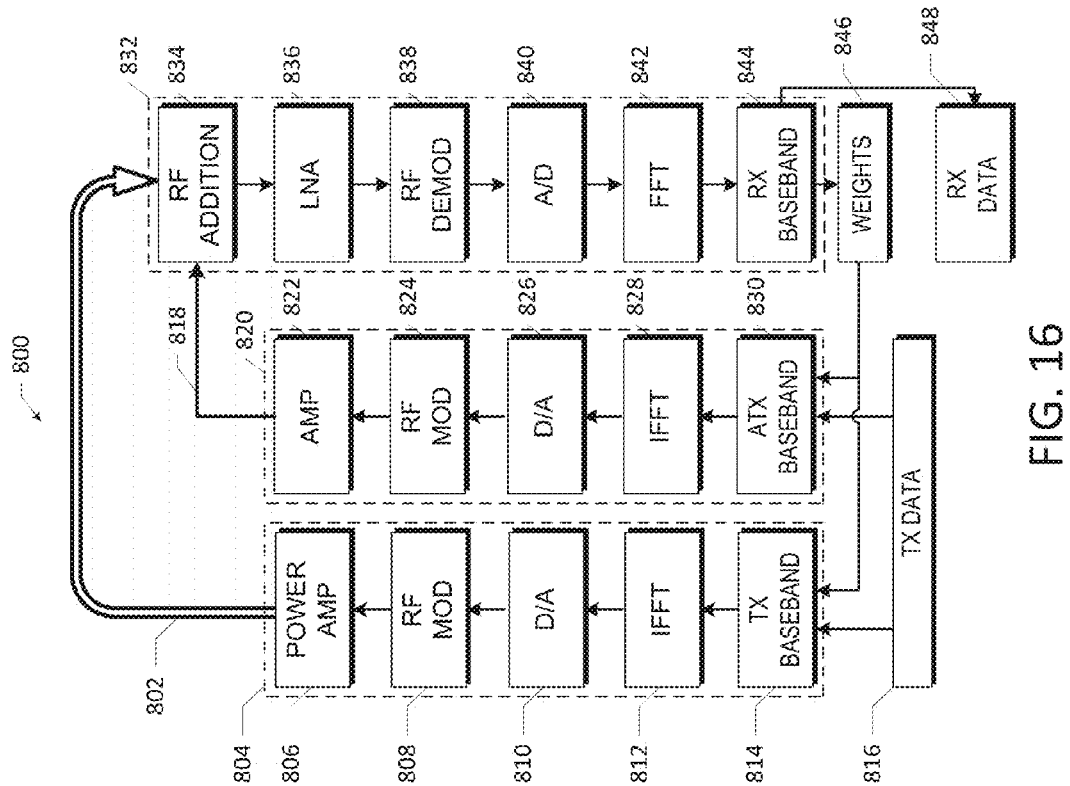 800
802
804
POWER
AMP
806
RF
MOD
808
D/A
810
IFFT
812
TX
BASEBAND
814
TX DATA
816
818
820
AMP
822
RF
MOD
824
D/A
826
IFFT
828
ATX
BASEBAND
830
832
RF
ADDITION
834
LNA
836
RF
DEMOD
838
A/D
840
FFT
842
RX
BASEBAND
844
WEIGHTS
846
RX
DATA
848
FIG. 16